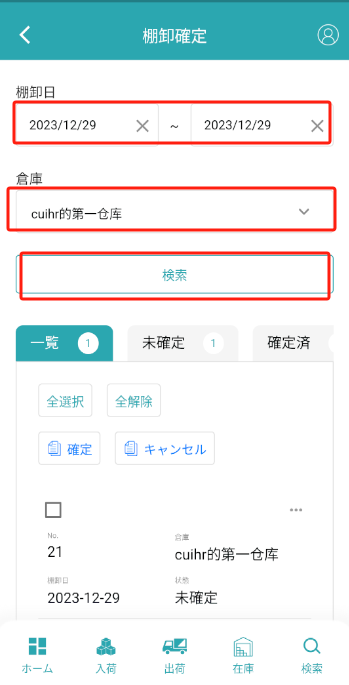 棚卸確定
棚卸日
2023/12/29 ~ 2023/12/29
倉庫
cuihr的第一仓库
検索
一覧 1 未確定 1 確定済
全選択 全解除
確定 キャンセル
No. 倉庫
21 cuihr的第一仓库
棚卸日 状態
2023-12-29 未確定
ホーム 入荷 出荷 在庫 検索